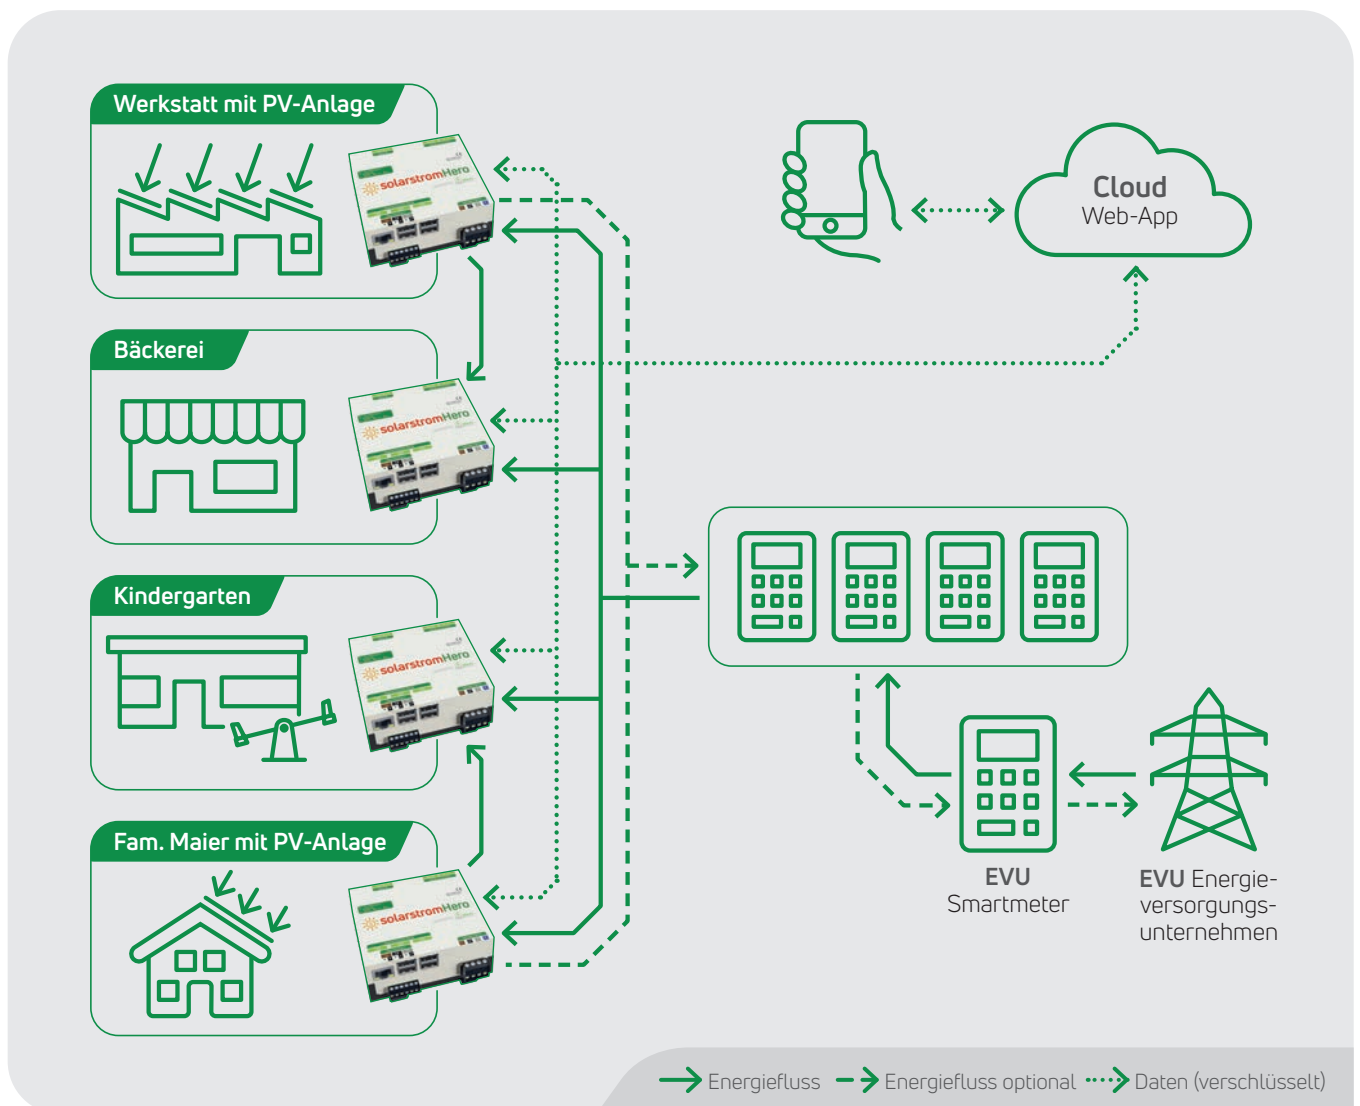 Werkstatt mit PV-Anlage
solarstromHero
Bäckerei
solarstromHero
Kindergarten
solarstromHero
Fam. Maier mit PV-Anlage
solarstromHero
Cloud
Web-App
EVU
Smartmeter
EVU Energie-
versorgungs-
unternehmen
Energiefluss
Energiefluss optional
Daten (verschlüsselt)